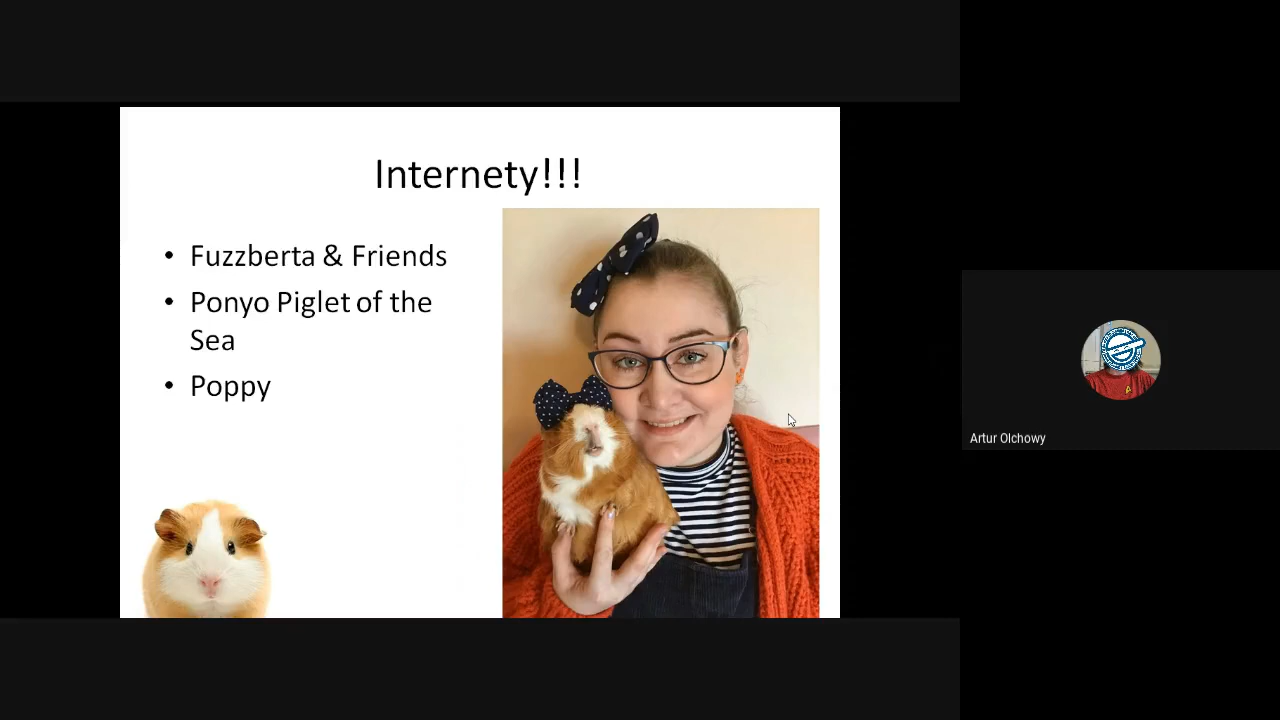 Internety!!!
• Fuzzberta & Friends
• Ponyo Piglet of the
Sea
• Poppy
Artur Olchowy